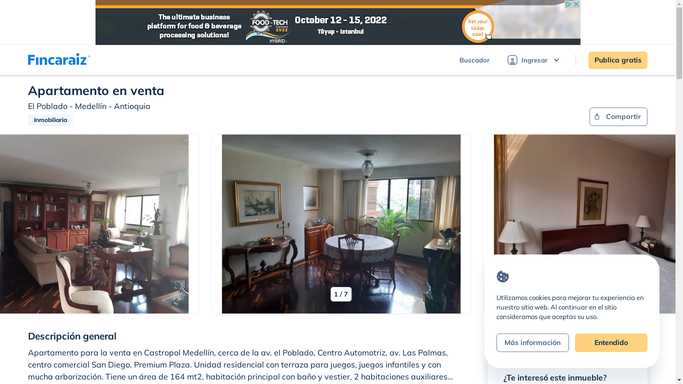 The ultimate business
platform for food & beverage
processing solutions!
FOOD-TECH
HYBRID
October 12 - 15, 2022
Tüyap - Istanbul
Fincaraiz
Buscador
Ingresar
Publica gratis
Apartamento en venta
El Poblado - Medellín - Antioquia
Inmobiliaria
Compartir
1 / 7
Utilizamos cookies para mejorar tu experiencia en
nuestro sitio web. Al continuar en el sitio
consideramos que aceptas su uso.
Más información
Entendido
Descripción general
Apartamento para la venta en Castropol Medellín, cerca de la av. el Poblado, Centro Automotriz, av. Las Palmas,
centro comercial San Diego, Premium Plaza. Unidad residencial con terraza para juegos, juegos infantiles y con
mucha arborización. Tiene un área de 164 mt2, habitación principal con baño y vestier, 2 habitaciones auxiliares...
¿Te interesó este inmueble?